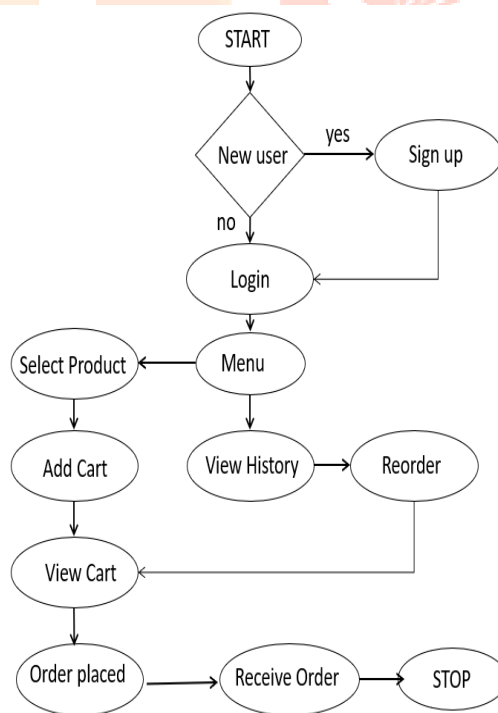 START
New user
yes
Sign up
no
Login
Select Product
Menu
Add Cart
View History
Reorder
View Cart
Order placed
Receive Order
STOP